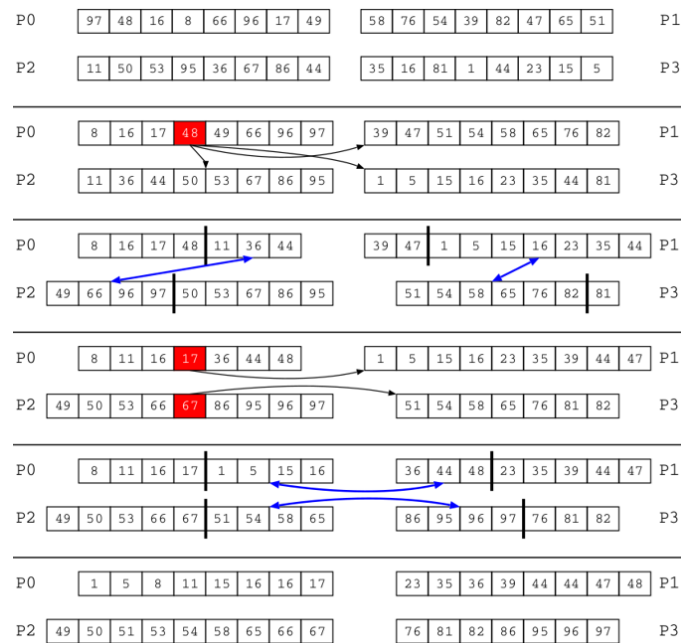 P0 97 48 16 8 66 96 17 49 58 76 54 39 82 47 65 51 P1
P2 11 50 53 95 36 67 86 44 35 16 81 1 44 23 15 5 P3
P0 8 16 17 48 49 66 96 97 39 47 51 54 58 65 76 82 P1
P2 11 36 44 50 53 67 86 95 1 5 15 16 23 35 44 81 P3
P0 8 16 17 48 11 36 44 39 47 1 5 15 16 23 35 44 P1
P2 49 66 96 97 50 53 67 86 95 51 54 58 65 76 82 81 P3
P0 8 11 16 17 36 44 48 1 5 15 16 23 35 39 44 47 P1
P2 49 50 53 66 67 86 95 96 97 51 54 58 65 76 81 82 P3
P0 8 11 16 17 1 5 15 16 36 44 48 23 35 39 44 47 P1
P2 49 50 53 66 67 51 54 58 65 86 95 96 97 76 81 82 P3
P0 1 5 8 11 15 16 16 17 23 35 36 39 44 44 47 48 P1
P2 49 50 51 53 54 58 65 66 67 76 81 82 86 95 96 97 P3